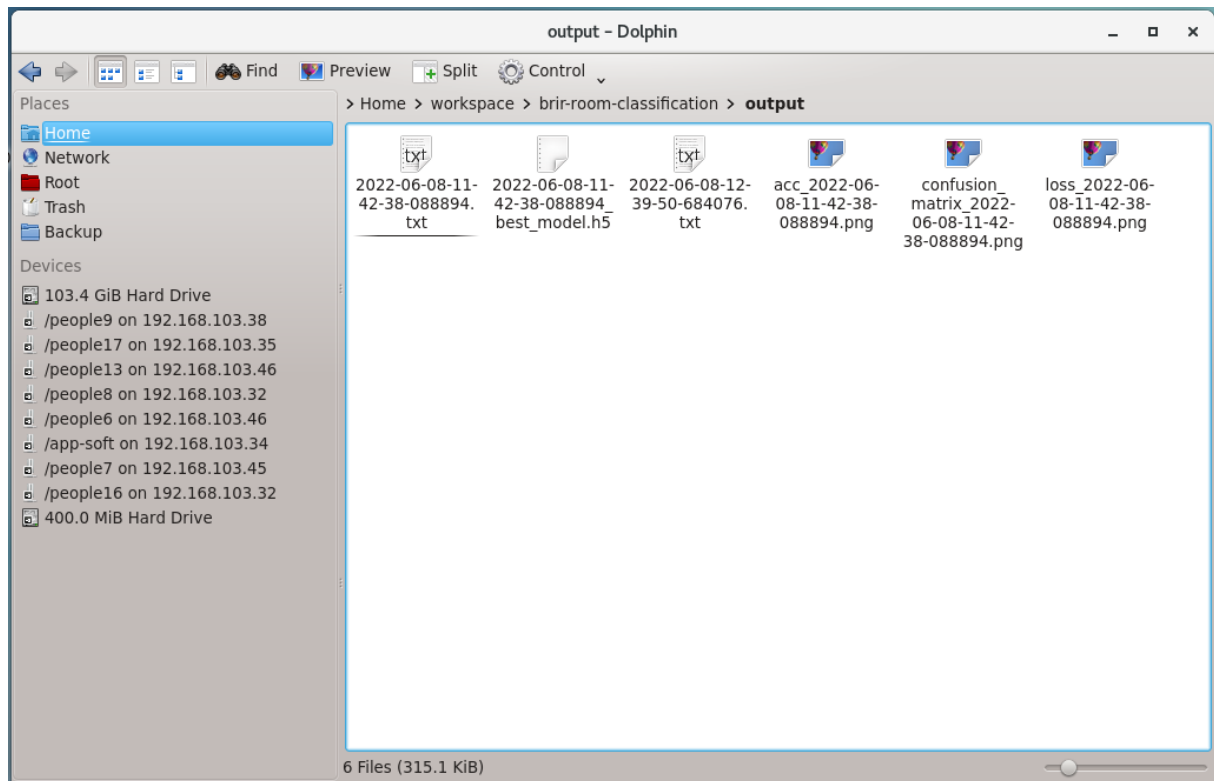 output – Dolphin
Find
Preview
Split
Control
Places
> Home > workspace > brir-room-classification > output
Home
Network
Root
Trash
Backup
Devices
103.4 GiB Hard Drive
/people9 on 192.168.103.38
/people17 on 192.168.103.35
/people13 on 192.168.103.46
/people8 on 192.168.103.32
/people6 on 192.168.103.46
/app-soft on 192.168.103.34
/people7 on 192.168.103.45
/people16 on 192.168.103.32
400.0 MiB Hard Drive
txt
2022-06-08-11-
42-38-088894.
txt
2022-06-08-11-
42-38-088894_
best_model.h5
txt
2022-06-08-12-
39-50-684076.
txt
acc_2022-06-
08-11-42-38-
088894.png
confusion_
matrix_2022-
06-08-11-42-
38-088894.png
loss_2022-06-
08-11-42-38-
088894.png
6 Files (315.1 KiB)